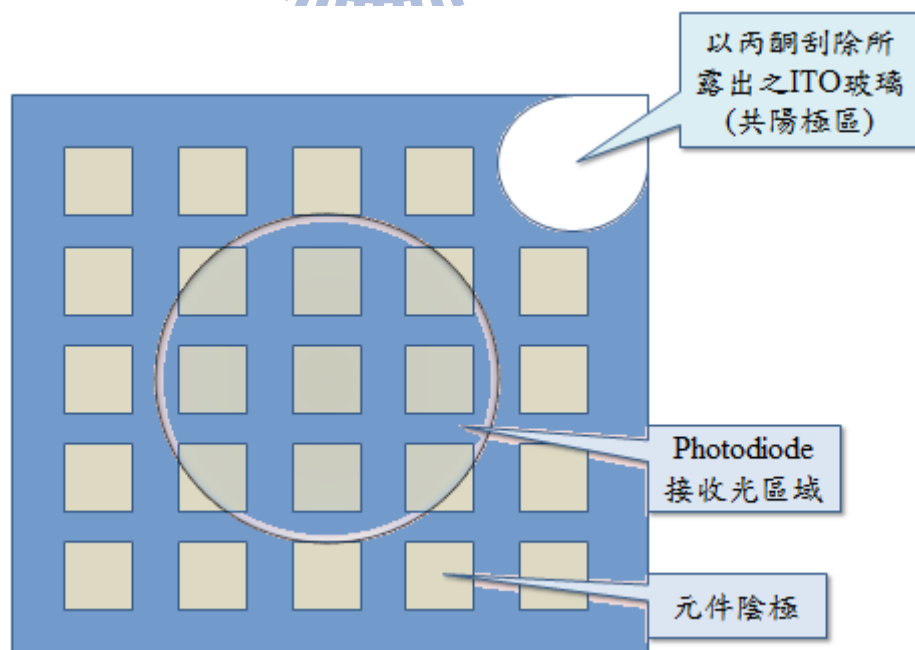 以丙酮刮除所
露出之ITO玻璃
(共陽極區)
Photodiode
接收光區域
元件陰極